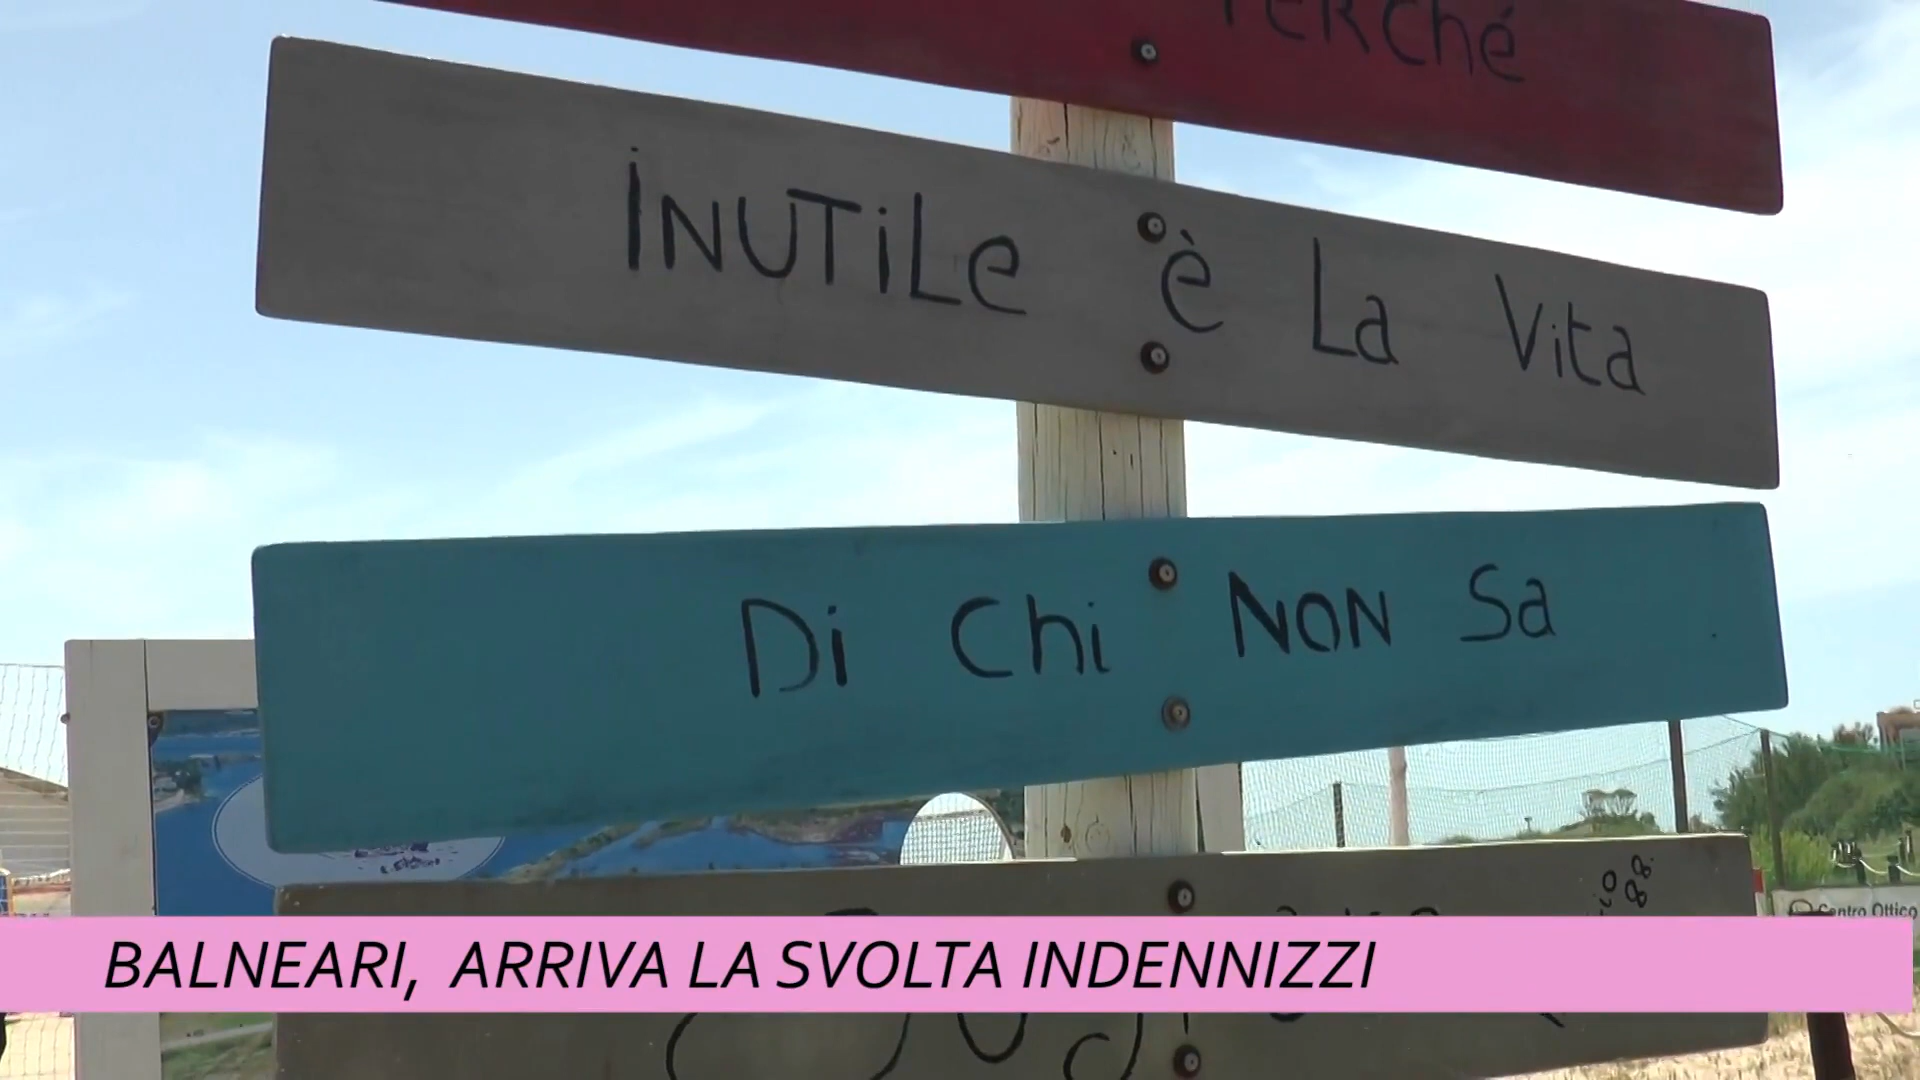 PERChé
INUTILE è La Vita
Di Chi NON Sa
Centro Ottico
BALNEARI, ARRIVA LA SVOLTA INDENNIZZI